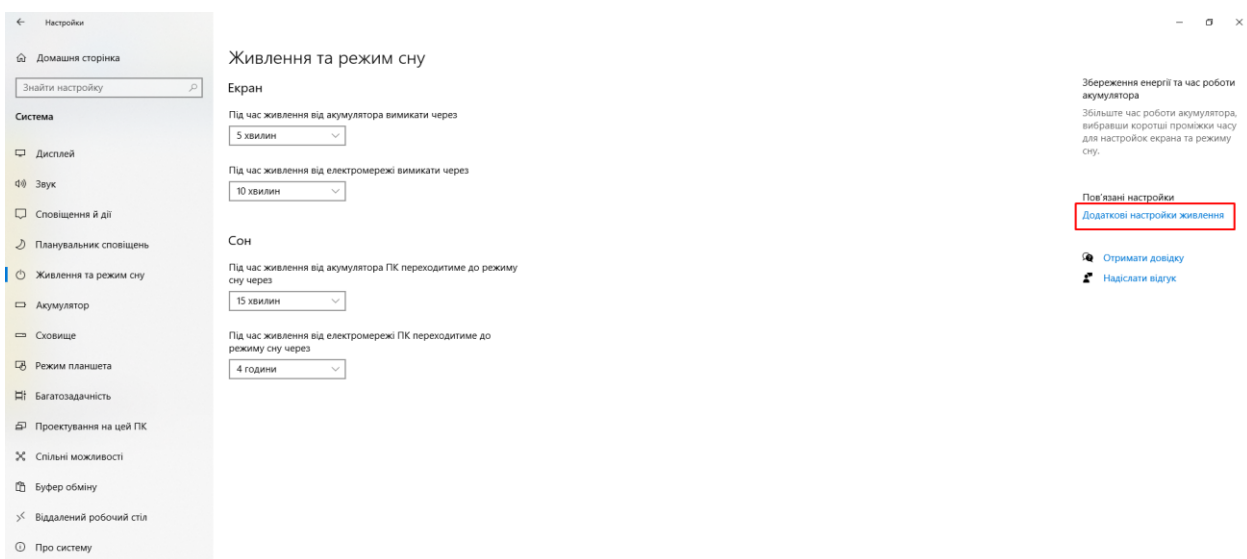 Настройки
Домашня сторінка
Знайти настройку
Система
Дисплей
Звук
Сповіщення й дії
Планувальник сповіщень
Живлення та режим сну
Акумулятор
Сховище
Режим планшета
Багатозадачність
Проектування на цей ПК
Спільні можливості
Буфер обміну
Віддалений робочий стіл
Про систему
Живлення та режим сну
Екран
Під час живлення від акумулятора вимикати через
5 хвилин
Під час живлення від електромережі вимикати через
10 хвилин
Сон
Під час живлення від акумулятора ПК переходитиме до режиму
сну через
15 хвилин
Під час живлення від електромережі ПК переходитиме до
режиму сну через
4 години
Збереження енергії та час роботи
акумулятора
Збільште час роботи акумулятора,
вибравши коротші проміжки часу
для настройок екрана та режиму
сну.
Пов'язані настройки
Додаткові настройки живлення
Отримати довідку
Надіслати відгук